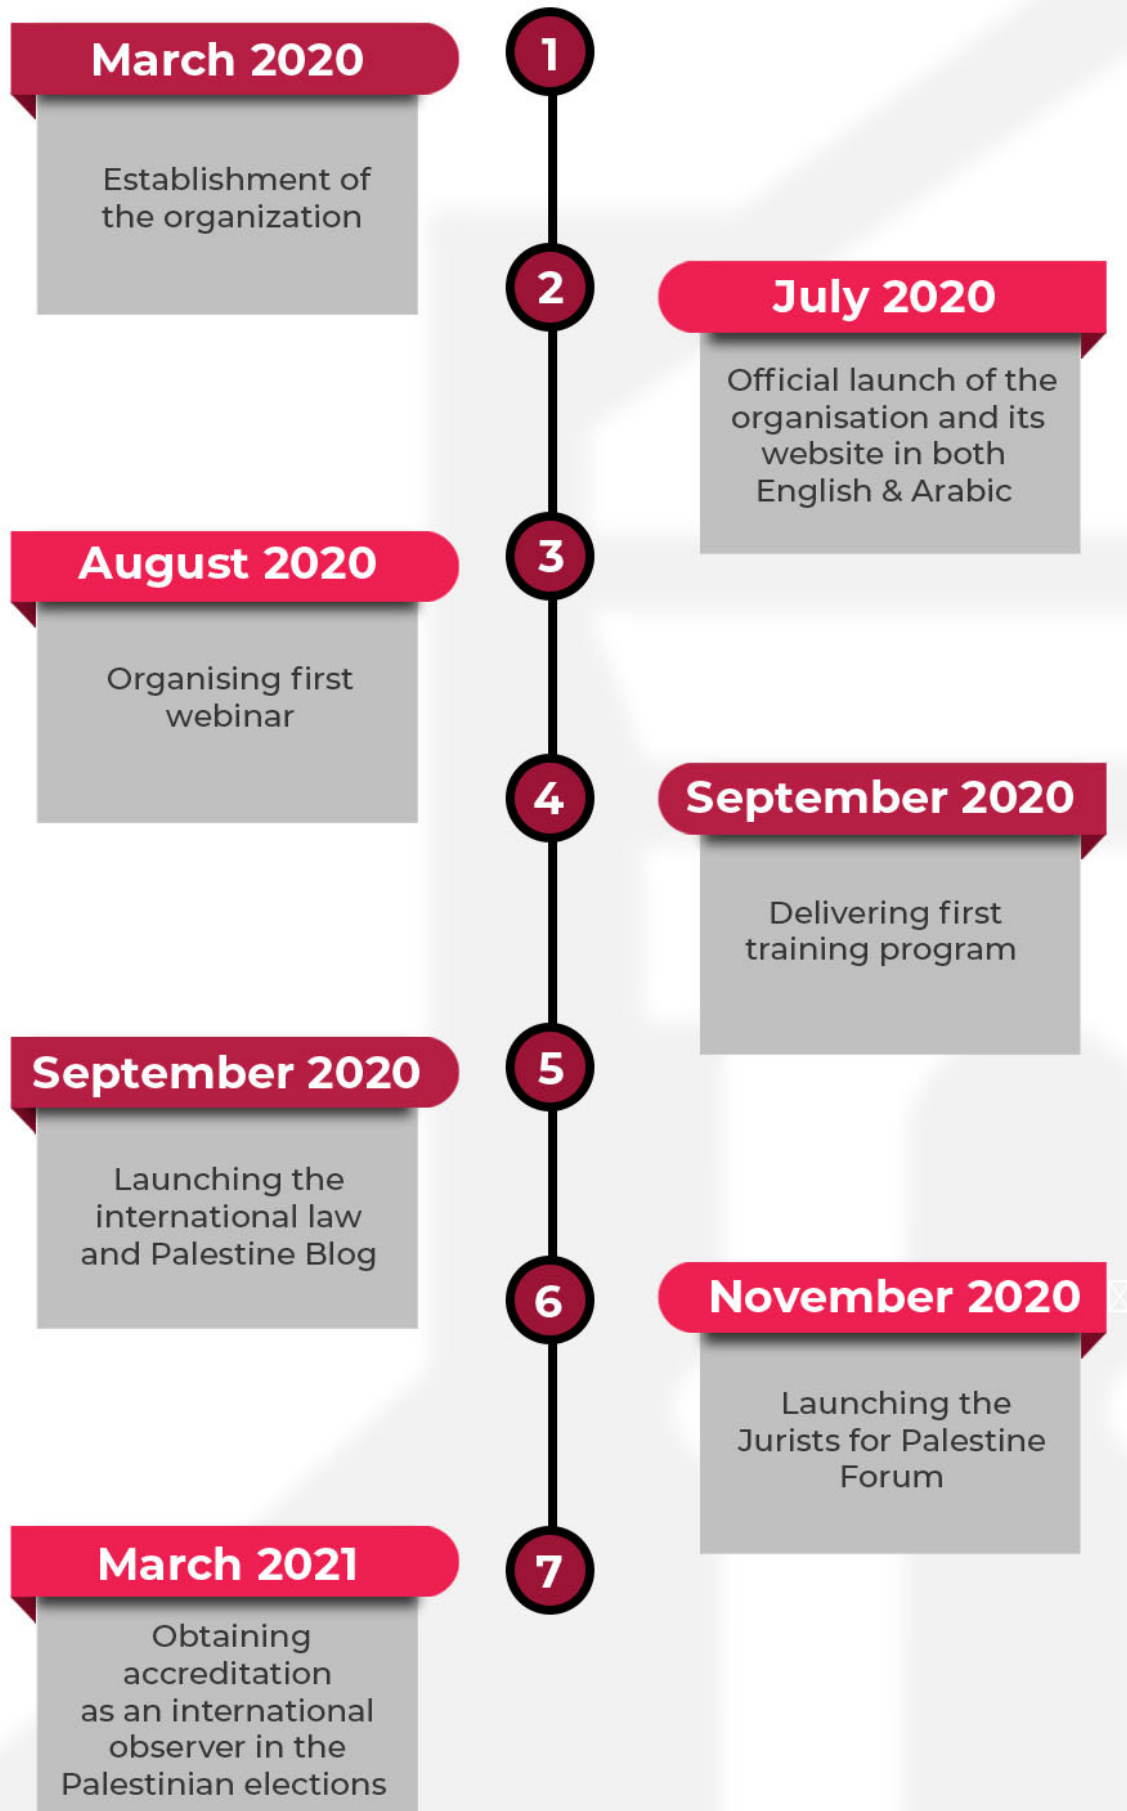 March 2020
1
Establishment of
the organization
2
July 2020
Official launch of the
organisation and its
website in both
English & Arabic
August 2020
3
Organising first
webinar
4
September 2020
Delivering first
training program
September 2020
5
Launching the
international law
and Palestine Blog
6
November 2020
Launching the
Jurists for Palestine
Forum
March 2021
7
Obtaining
accreditation
as an international
observer in the
Palestinian elections